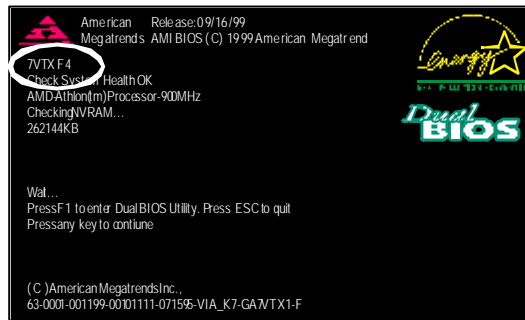 American Release:09/16/99
Megatrends AMIBIOS (C) 1999 American Megatrend
7VTX F4
Check System Health OK
AMD-Athlon(tm) Processor-900MHz
Checking NVRAM...
262144KB
energy
Dual
BIOS
Wait...
Press F1 to enter Dual BIOS Utility. Press ESC to quit
Press any key to contiune
(C) American Megatrends Inc.,
63-0001-001199-00101111-071595-VIA_K7-GA7VTX1-F